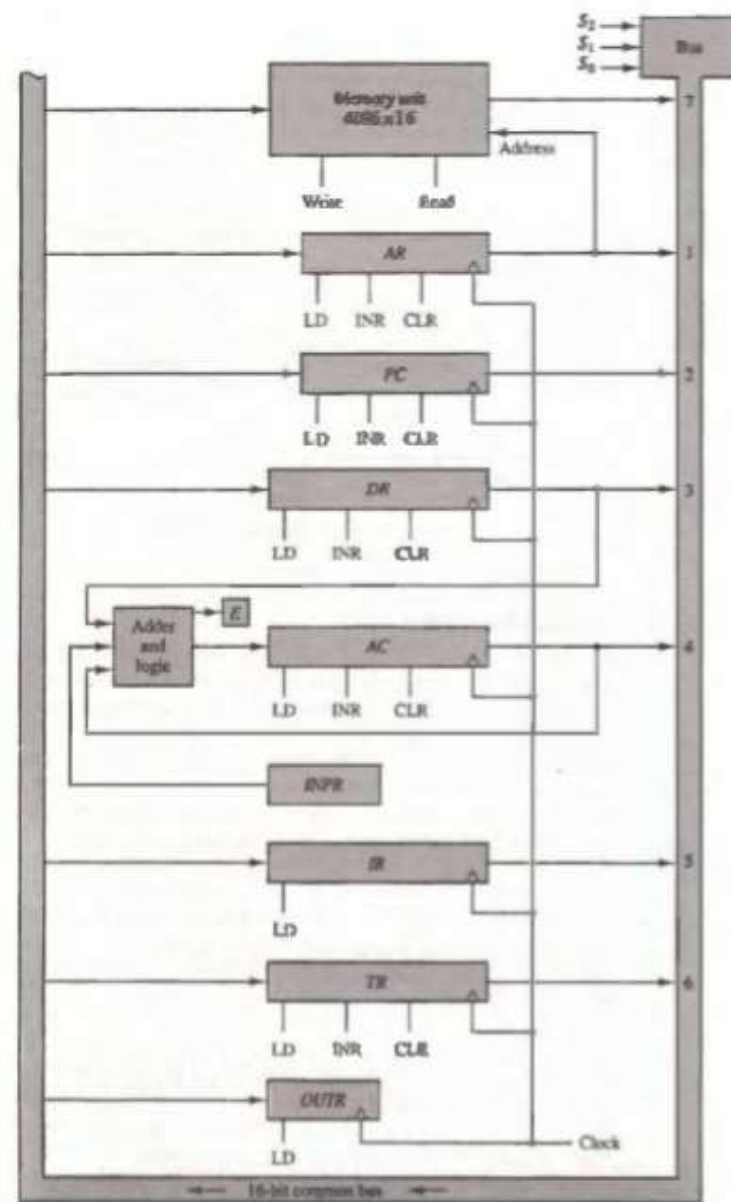 S₂
S₁
S₀
Bus
Memory unit
4096 x 16
7
Address
Write
Read
AR
1
LD INR CLR
PC
2
LD INR CLR
DR
3
LD INR CLR
E
Adder
and
logic
AC
4
LD INR CLR
INPR
IR
5
LD
TR
6
LD INR CLR
OUTR
LD
Clock
16-bit common bus